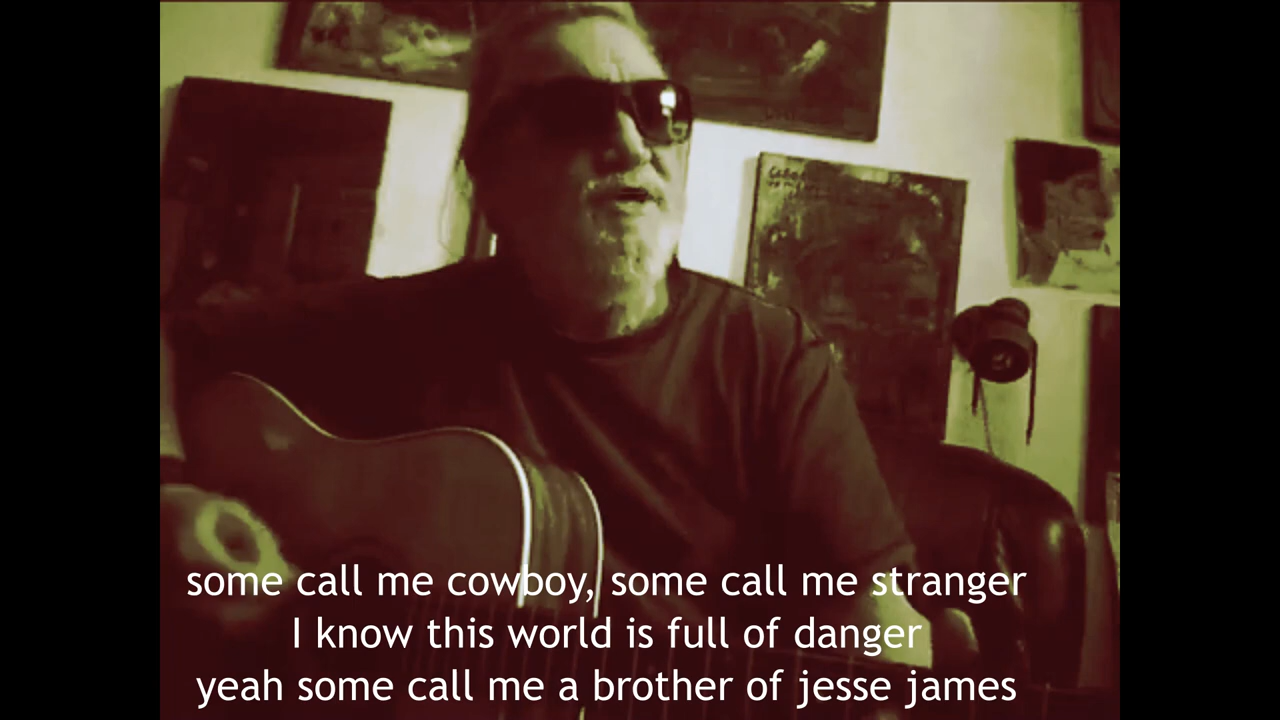 some call me cowboy, some call me stranger
I know this world is full of danger
yeah some call me a brother of jesse james